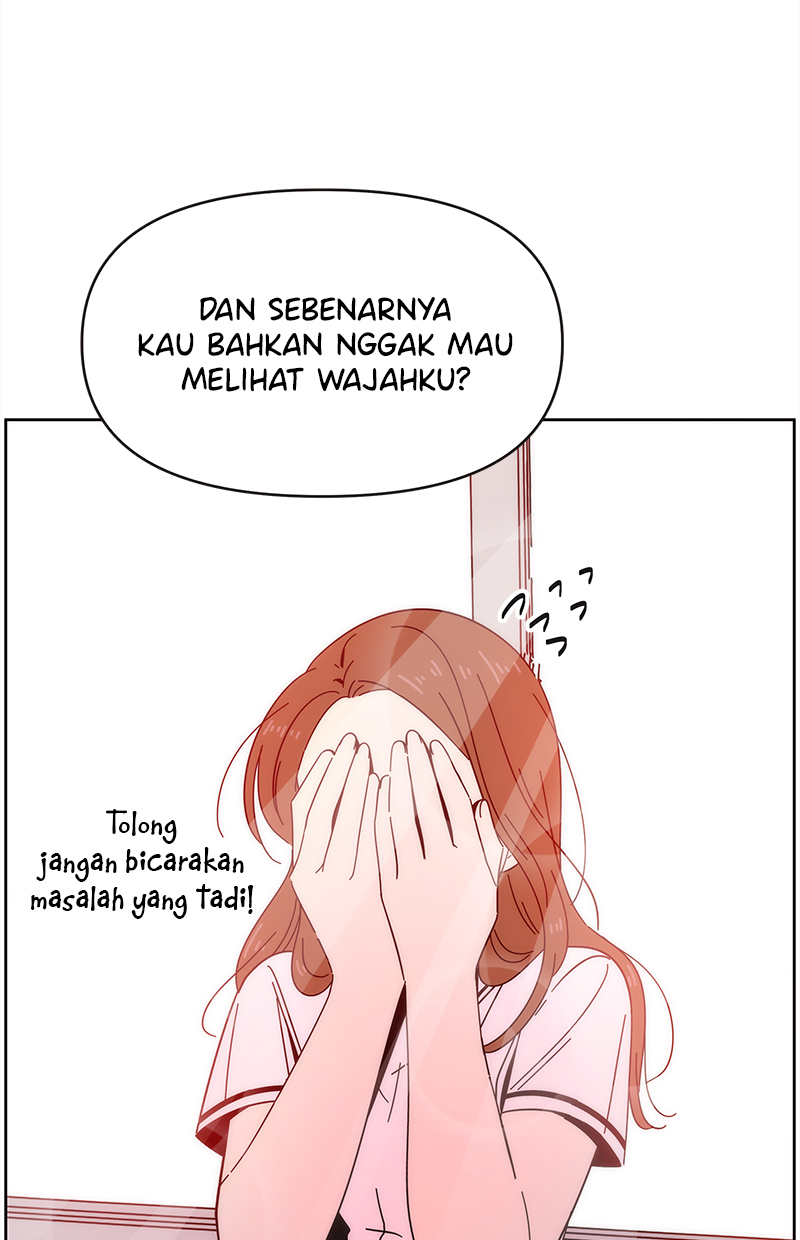 DAN SEBENARNYA
KAU BAHKAN NGGAK MAU
MELIHAT WAJAHKU?
Tolong
jangan bicarakan
masalah yang tadi!